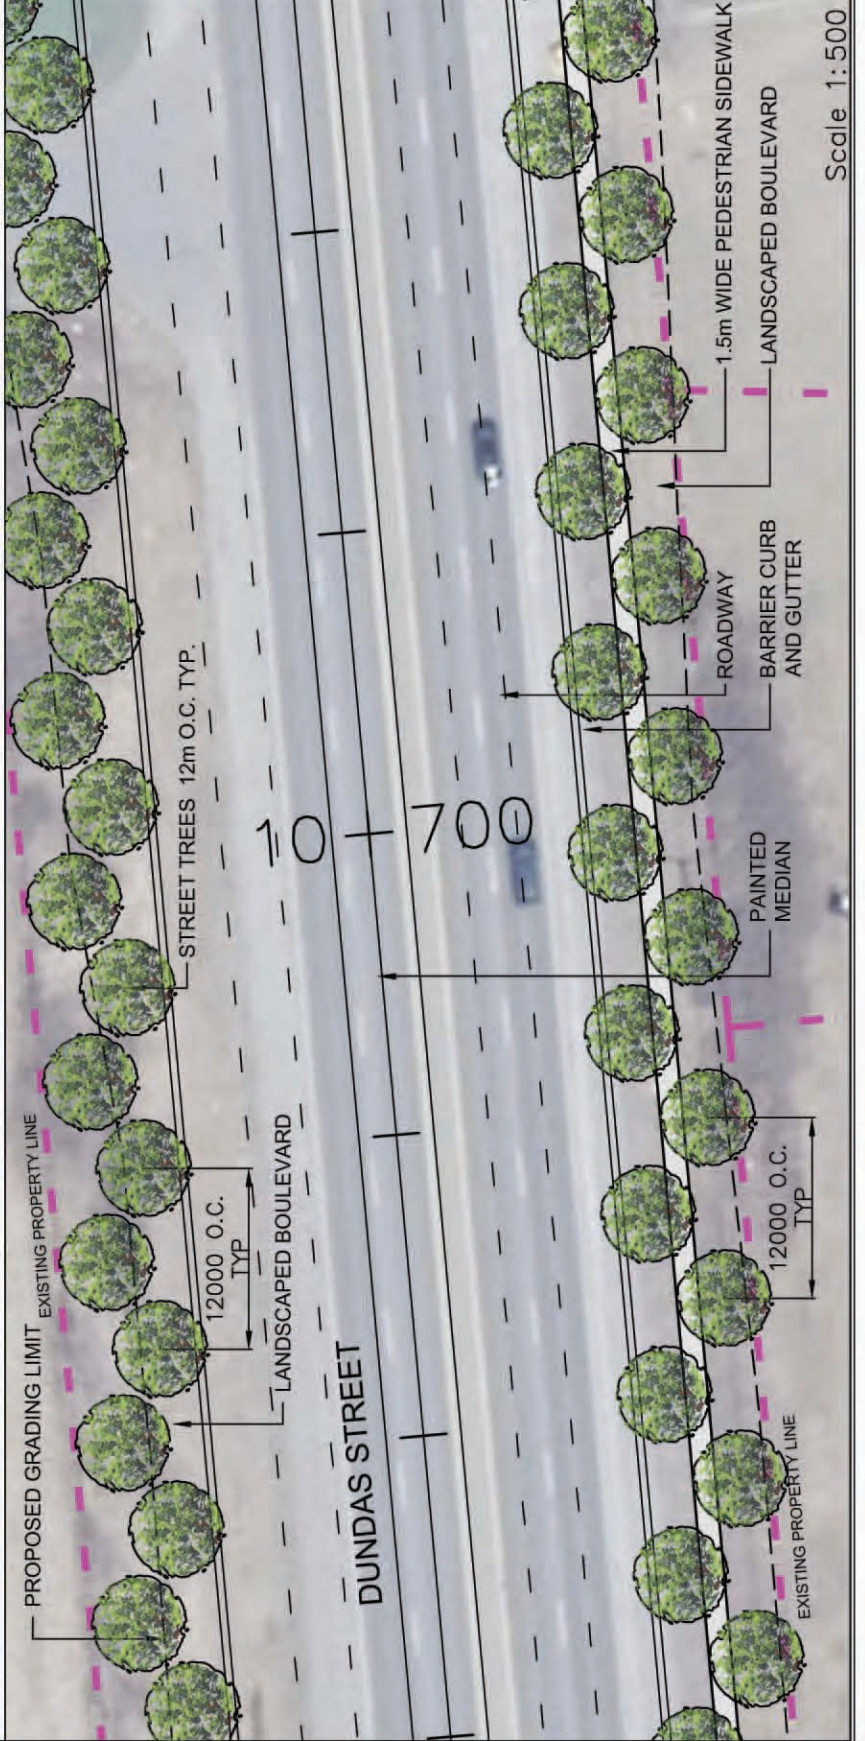 PROPOSED GRADING LIMIT
EXISTING PROPERTY LINE
STREET TREES 12m O.C. TYP.
12000 O.C.
TYP
LANDSCAPED BOULEVARD
DUNDAS STREET
10 700
1.5m WIDE PEDESTRIAN SIDEWALK
LANDSCAPED BOULEVARD
ROADWAY
BARRIER CURB
AND GUTTER
PAINTED
MEDIAN
12000 O.C.
TYP
EXISTING PROPERTY LINE
Scale 1:500